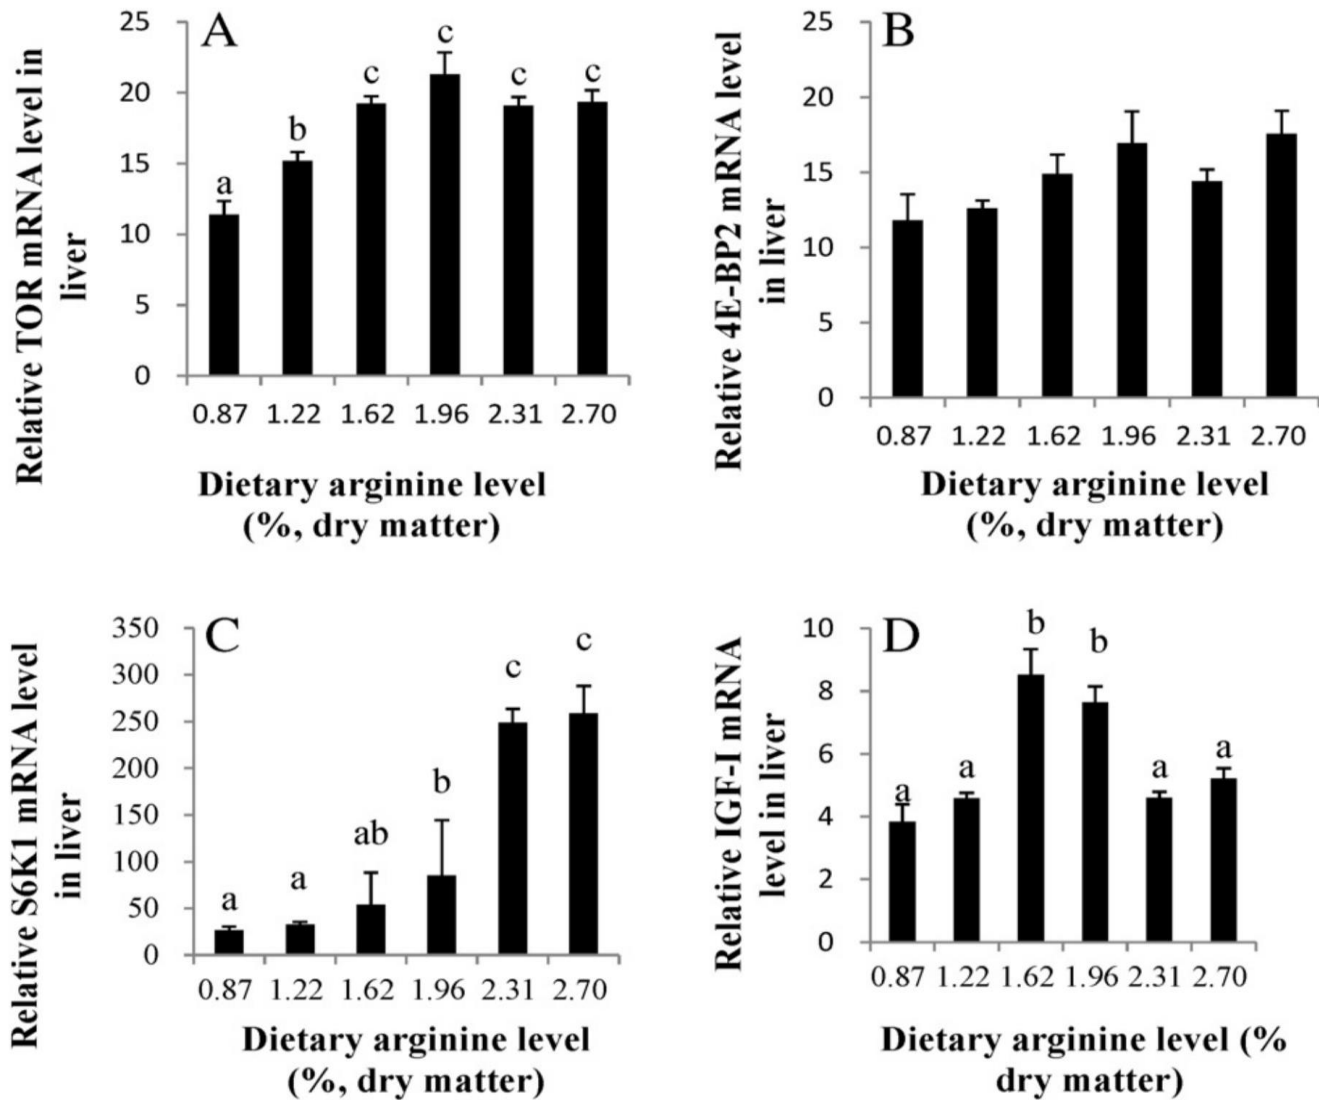 A
Relative TOR mRNA level in
liver
25
20
15
10
5
0
a
b
c
c
c
c
0.87 1.22 1.62 1.96 2.31 2.70
Dietary arginine level
(%, dry matter)
B
Relative 4E-BP2 mRNA level
in liver
25
20
15
10
5
0
0.87 1.22 1.62 1.96 2.31 2.70
Dietary arginine level
(%, dry matter)
C
Relative S6K1 mRNA level
in liver
350
300
250
200
150
100
50
0
a
a
ab
b
c
c
0.87 1.22 1.62 1.96 2.31 2.70
Dietary arginine level
(%, dry matter)
D
Relative IGF-I mRNA
level in liver
10
8
6
4
2
0
a
a
b
b
a
a
0.87 1.22 1.62 1.96 2.31 2.70
Dietary arginine level (%
dry matter)